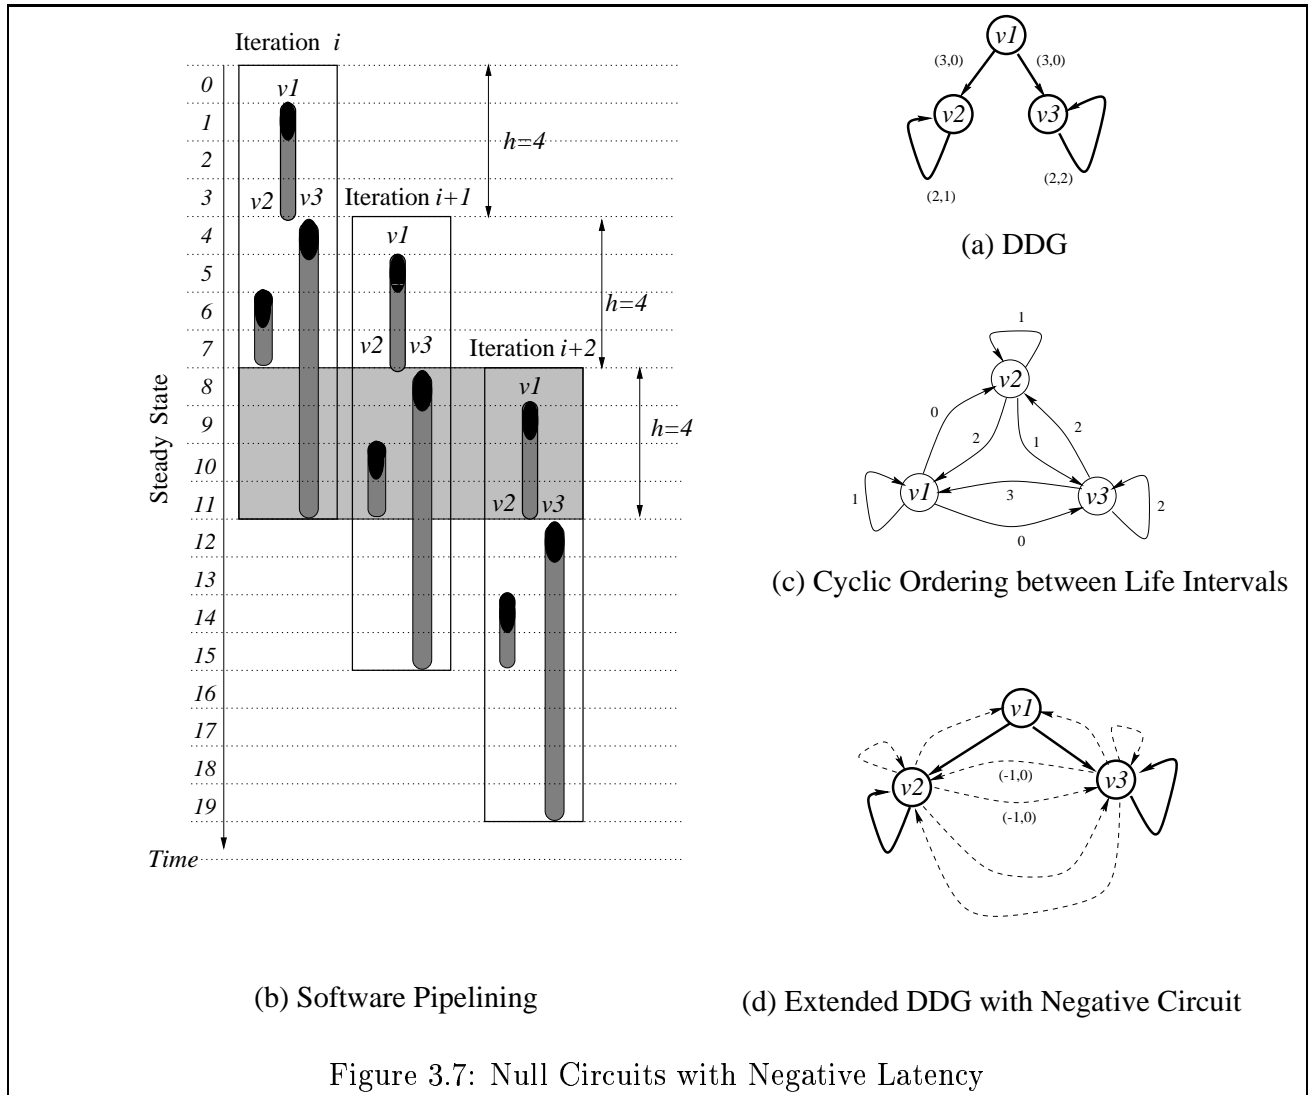 Iteration i
0
1
2
3
4
5
6
7
8
9
10
11
12
13
14
15
16
17
18
19
Time
Steady State
v1
v2 v3
h=4
Iteration i+1
v1
v2 v3
h=4
Iteration i+2
v1
v2 v3
h=4
(b) Software Pipelining
v1
(3,0) (3,0)
v2 v3
(2,1) (2,2)
(a) DDG
1
v2
0 2 1 2
1 v1 3 v3 2
0
(c) Cyclic Ordering between Life Intervals
v1
v2 (-1,0) v3
(-1,0)
(d) Extended DDG with Negative Circuit
Figure 3.7: Null Circuits with Negative Latency